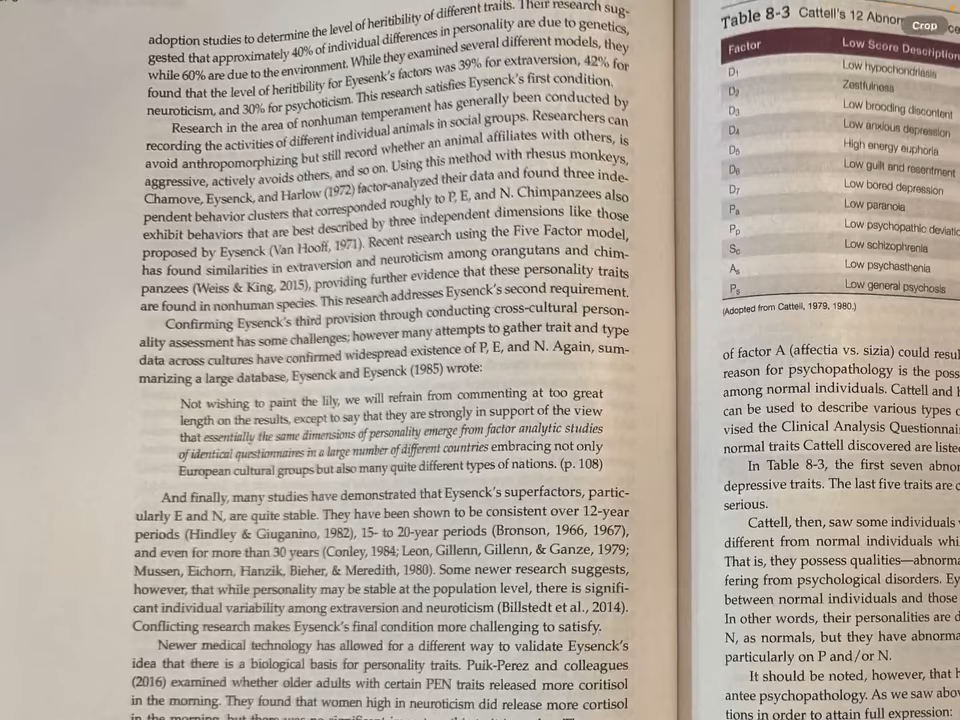 adoption studies to determine the level of heritibility of different traits. Their research sug-
gested that approximately 40% of individual differences in personality are due to genetics,
while 60% are due to the environment. While they examined several different models, they
found that the level of heritibility for Eyesenk's factors was 39% for extraversion, 42% for
neuroticism, and 30% for psychoticism. This research satisfies Eysenck's first condition.
Research in the area of nonhuman temperament has generally been conducted by
recording the activities of different individual animals in social groups. Researchers can
avoid anthropomorphizing but still record whether an animal affiliates with others, is
aggressive, actively avoids others, and so on. Using this method with rhesus monkeys,
Chamove, Eysenck, and Harlow (1972) factor-analyzed their data and found three inde-
pendent behavior clusters that corresponded roughly to P, E, and N. Chimpanzees also
exhibit behaviors that are best described by three independent dimensions like those
proposed by Eysenck (Van Hooff, 1971). Recent research using the Five Factor model,
has found similarities in extraversion and neuroticism among orangutans and chim-
panzees (Weiss & King, 2015), providing further evidence that these personality traits
are found in nonhuman species. This research addresses Eysenck's second requirement.
Confirming Eysenck's third provision through conducting cross-cultural person-
ality assessment has some challenges; however many attempts to gather trait and type
data across cultures have confirmed widespread existence of P, E, and N. Again, sum-
marizing a large database, Eysenck and Eysenck (1985) wrote:
Not wishing to paint the lily, we will refrain from commenting at too great
length on the results, except to say that they are strongly in support of the view
that essentially the same dimensions of personality emerge from factor analytic studies
of identical questionnaires in a large number of different countries embracing not only
European cultural groups but also many quite different types of nations. (p. 108)
And finally, many studies have demonstrated that Eysenck's superfactors, partic-
ularly E and N, are quite stable. They have been shown to be consistent over 12-year
periods (Hindley & Giuganino, 1982), 15- to 20-year periods (Bronson, 1966, 1967),
and even for more than 30 years (Conley, 1984; Leon, Gillenn, Gillenn, & Ganze, 1979;
Mussen, Eichorn, Hanzik, Bieher, & Meredith, 1980). Some newer research suggests,
however, that while personality may be stable at the population level, there is signifi-
cant individual variability among extraversion and neuroticism (Billstedt et al., 2014).
Conflicting research makes Eysenck's final condition more challenging to satisfy.
Newer medical technology has allowed for a different way to validate Eysenck's
idea that there is a biological basis for personality traits. Puik-Perez and colleagues
(2016) examined whether older adults with certain PEN traits released more coritisol
in the morning. They found that women high in neuroticism did release more cortisol
Table 8-3 Cattell's 12 Abnor
Crop
Factor Low Score Description
D1 Low hypochondriasis
D2 Zestfulness
D3 Low brooding discontent
D4 Low anxious depression
D5 High energy euphoria
D6 Low guilt and resentment
D7 Low bored depression
Pa Low paranoia
Pp Low psychopathic deviatio
Sc Low schizophrenia
As Low psychasthenia
Ps Low general psychosis
(Adopted from Cattell, 1979, 1980.)
of factor A (affectia vs. sizia) could resul
reason for psychopathology is the poss
among normal individuals. Cattell and
can be used to describe various types
vised the Clinical Analysis Questionnai
normal traits Cattell discovered are liste
In Table 8-3, the first seven abnor
depressive traits. The last five traits are
serious.
Cattell, then, saw some individuals
different from normal individuals whi
That is, they possess qualities—abnorma
fering from psychological disorders. Ey
between normal individuals and those
In other words, their personalities are
N, as normals, but they have abnorma
particularly on P and/or N.
It should be noted, however, that
antee psychopathology. As we saw abov
tions in order to attain full expression: